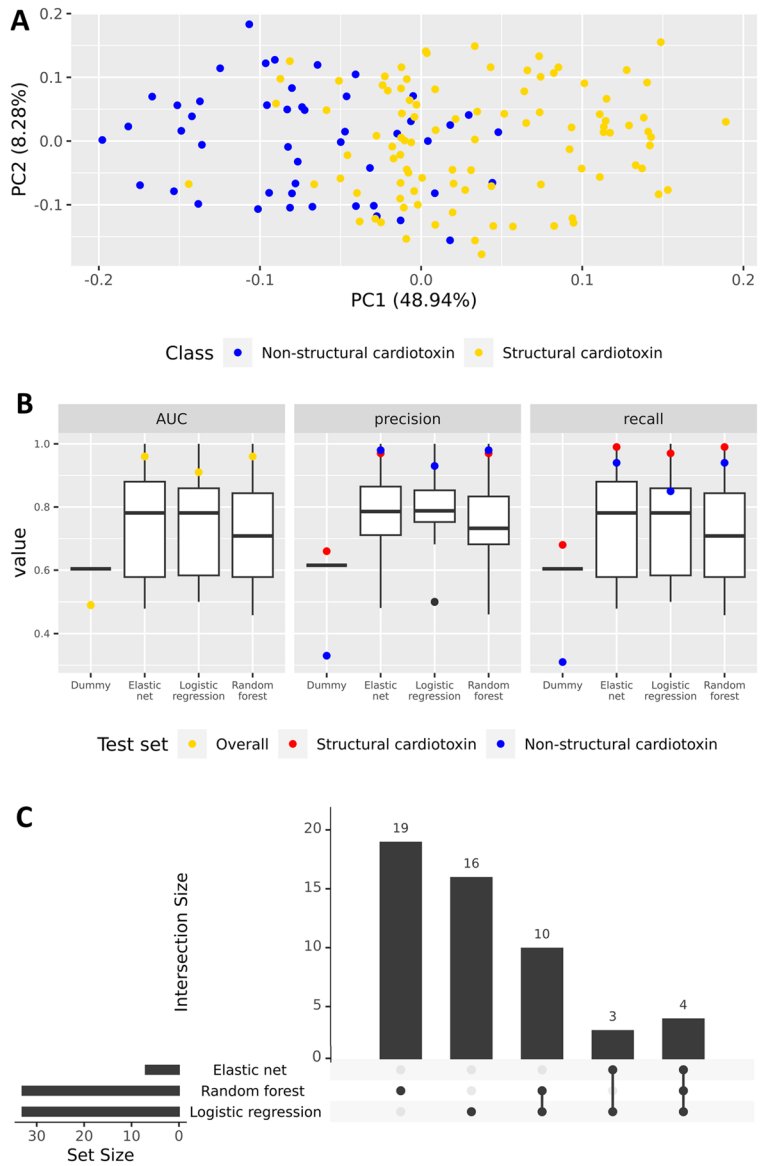 A
PC2 (8.28%)
0.2
0.1
0.0
-0.1
-0.2
-0.1
0.0
0.1
0.2
PC1 (48.94%)
Class
Non-structural cardiotoxin
Structural cardiotoxin
B
AUC
precision
recall
value
1.0
0.8
0.6
0.4
Dummy
Elastic net
Logistic regression
Random forest
Dummy
Elastic net
Logistic regression
Random forest
Dummy
Elastic net
Logistic regression
Random forest
Test set
Overall
Structural cardiotoxin
Non-structural cardiotoxin
C
Intersection Size
20
15
10
5
0
19
16
10
3
4
Elastic net
Random forest
Logistic regression
30
20
10
0
Set Size